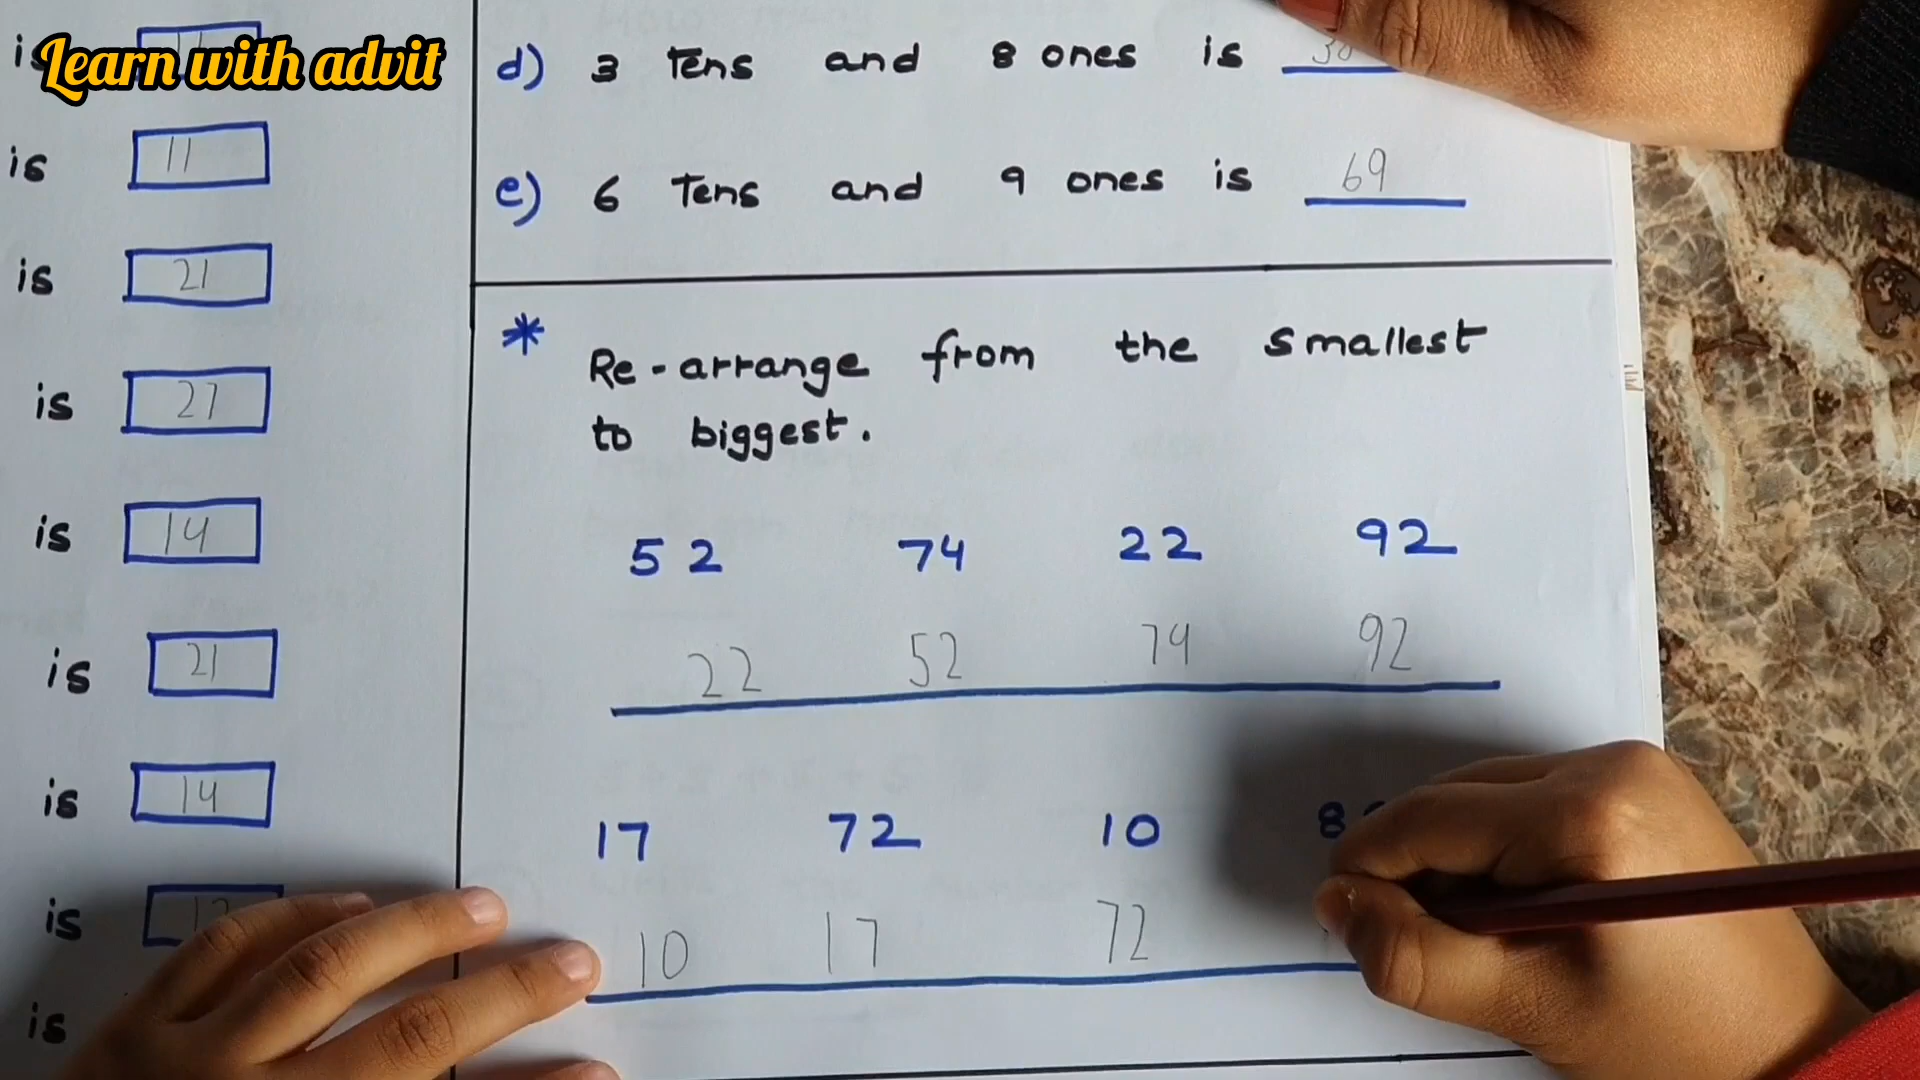 Learn with advit
is
is 11
is 21
is 27
is 14
is 21
is 14
is
is
d) 3 Tens and 8 ones is
e) 6 Tens and 9 ones is 69
* Re-arrange from the smallest
to biggest.
52 74 22 92
22 52 74 92
17 72 10
10 17 72